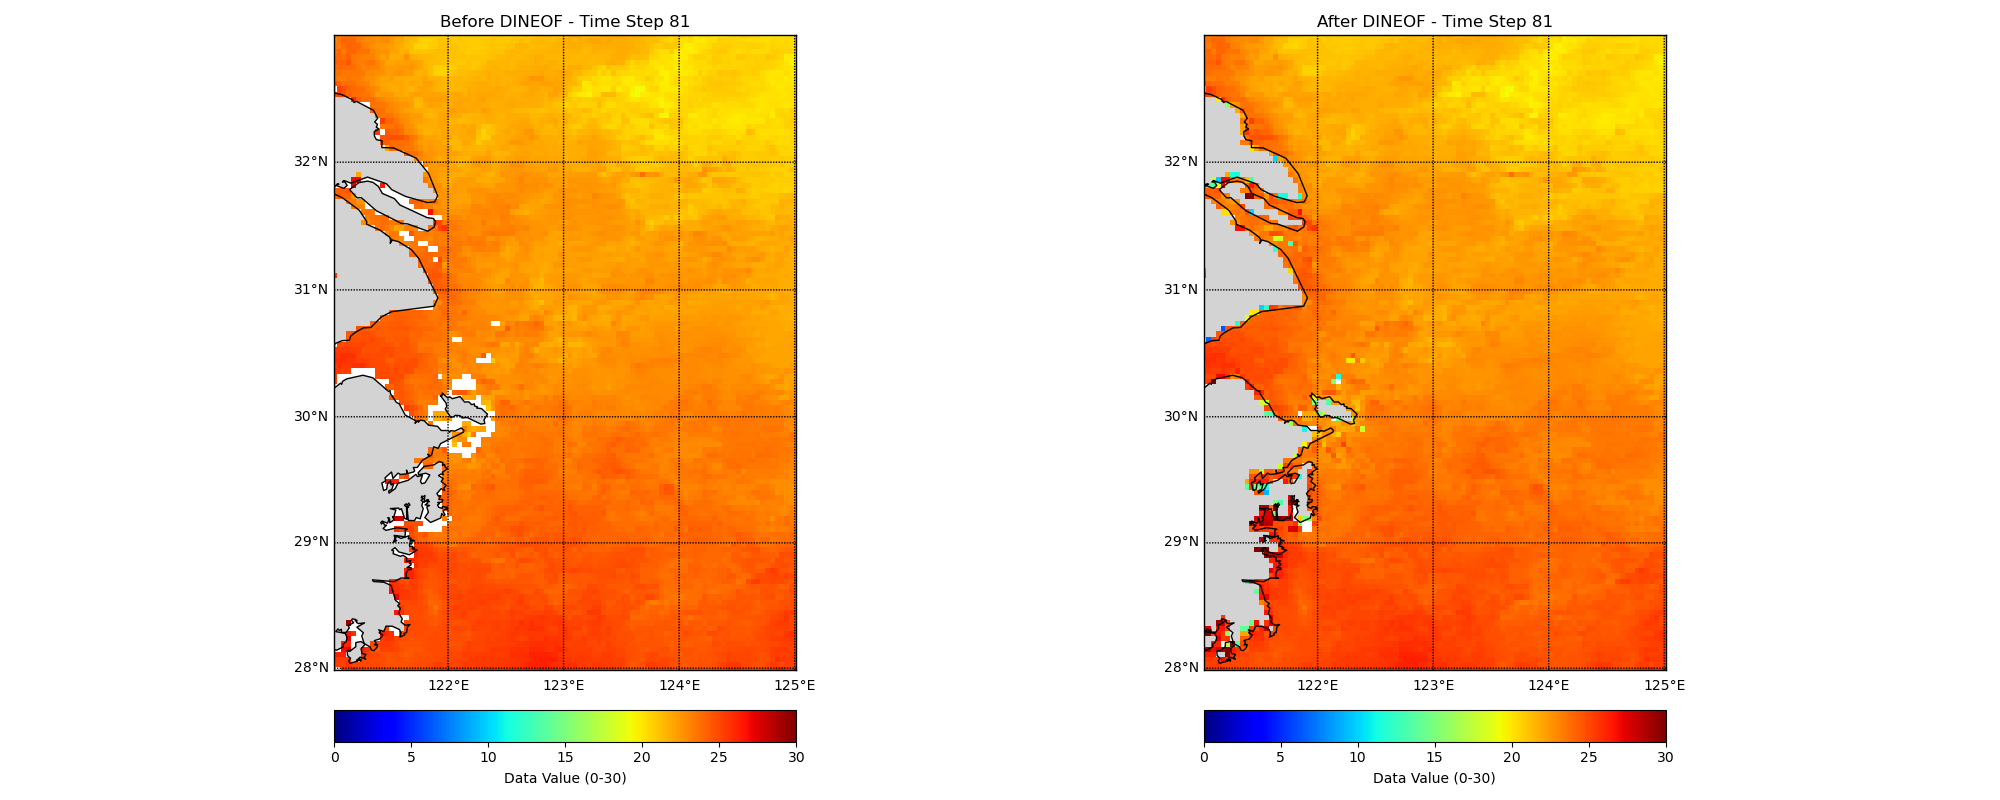 Before DINEOF - Time Step 81
32°N
31°N
30°N
29°N
28°N
122°E 123°E 124°E 125°E
0 5 10 15 20 25 30
Data Value (0-30)
After DINEOF - Time Step 81
32°N
31°N
30°N
29°N
28°N
122°E 123°E 124°E 125°E
0 5 10 15 20 25 30
Data Value (0-30)